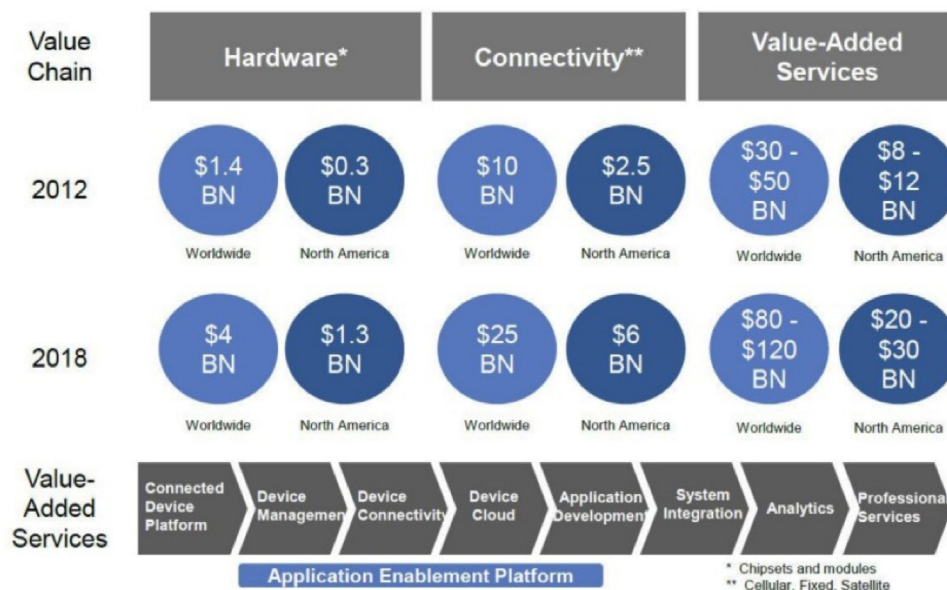 Value
Chain
Hardware*
Connectivity**
Value-Added
Services
2012
$1.4
BN
Worldwide
$0.3
BN
North America
$10
BN
Worldwide
$2.5
BN
North America
$30 -
$50
BN
Worldwide
$8 -
$12
BN
North America
2018
$4
BN
Worldwide
$1.3
BN
North America
$25
BN
Worldwide
$6
BN
North America
$80 -
$120
BN
Worldwide
$20 -
$30
BN
North America
Value-
Added
Services
Connected
Device
Platform
Device
Management
Device
Connectivity
Device
Cloud
Application
Development
System
Integration
Analytics
Professional
Services
Application Enablement Platform
* Chipsets and modules
** Cellular, Fixed, Satellite